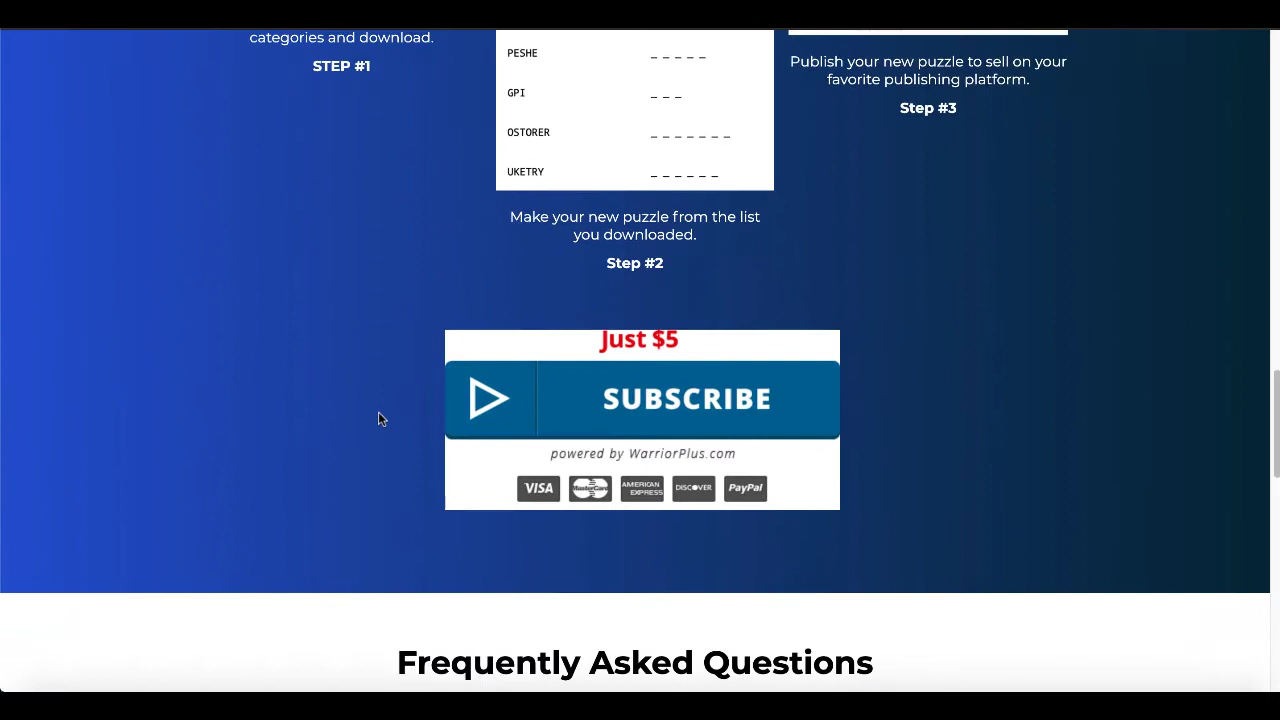 categories and download.
STEP #1
PESHE _ _ _ _ _
GPI _ _ _
OSTORER _ _ _ _ _ _ _
UKETRY _ _ _ _ _ _
Make your new puzzle from the list
you downloaded.
Step #2
Publish your new puzzle to sell on your
favorite publishing platform.
Step #3
Just $5
SUBSCRIBE
powered by WarriorPlus.com
VISA MasterCard AMERICAN EXPRESS DISCOVER PayPal
Frequently Asked Questions